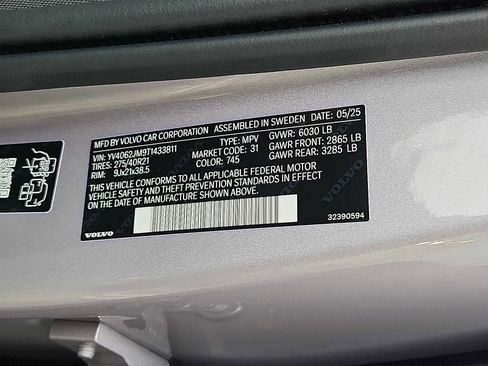 MFD BY VOLVO CAR CORPORATION ASSEMBLED IN SWEDEN DATE: 05/25
VIN: YV4062JM9T1433811 TYPE: MPV GVWR: 6030 LB
TIRES: 275/40R21 MARKET CODE: 31 GAWR FRONT: 2865 LB
RIM: 9Jx21x38.5 COLOR: 745 GAWR REAR: 3285 LB
THIS VEHICLE CONFORMS TO ALL APPLICABLE FEDERAL MOTOR
VEHICLE SAFETY AND THEFT PREVENTION STANDARDS IN EFFECT
ON THE DATE OF MANUFACTURE SHOWN ABOVE.
VOLVO
32390594